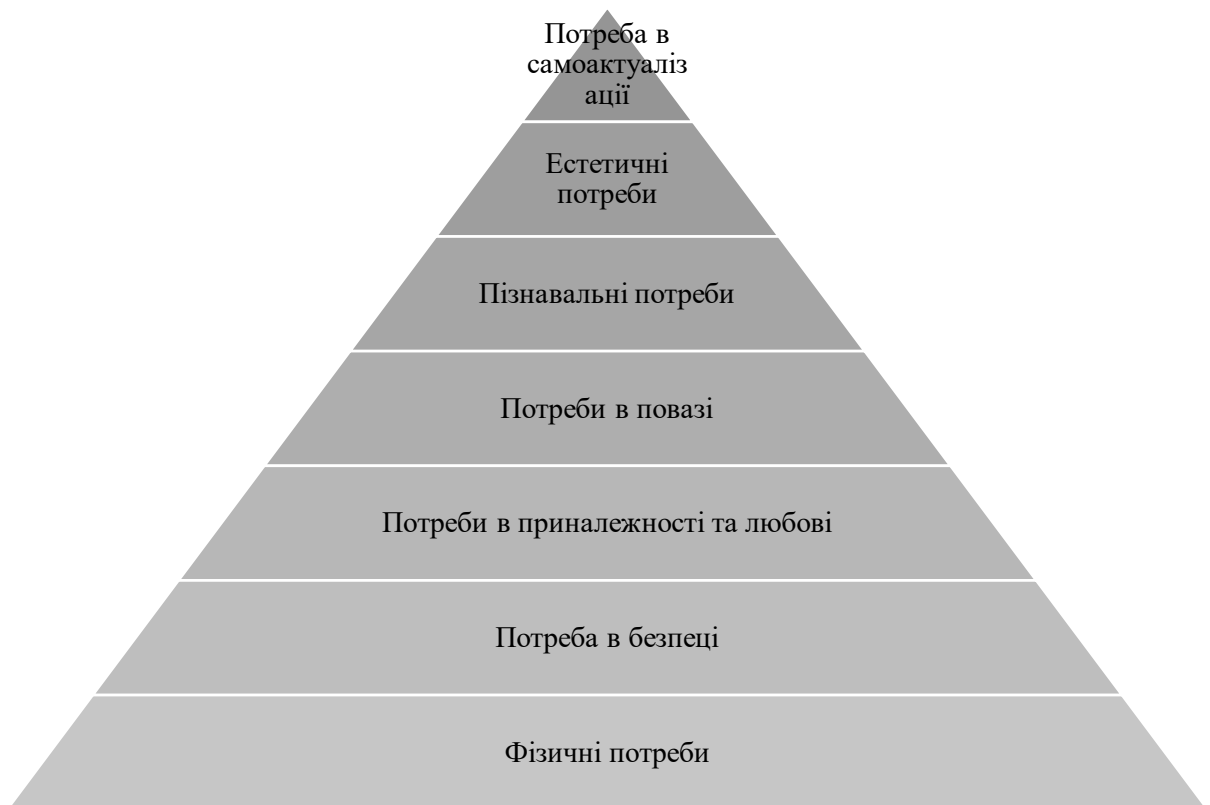 Потреба в
самоактуаліз
ації
Естетичні
потреби
Пізнавальні потреби
Потреби в повазі
Потреби в приналежності та любові
Потреба в безпеці
Фізичні потреби